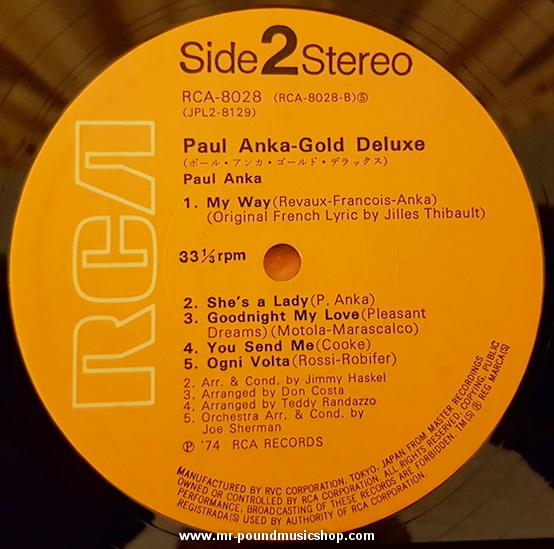 Side 2 Stereo
RCA-8028 (RCA-8028-B)⑤
(JPL2-8129)
Paul Anka-Gold Deluxe
(ポール・アンカ・ゴールド・デラックス)
Paul Anka
1. My Way(Revaux-Francois-Anka)
(Original French Lyric by Jilles Thibault)
33⅓rpm
2. She's a Lady(P. Anka)
3. Goodnight My Love(Pleasant
Dreams)(Motola-Marascalco)
4. You Send Me(Cooke)
5. Ogni Volta(Rossi-Robifer)
2. Arr. & Cond. by Jimmy Haskel
3. Arranged by Don Costa
4. Arranged by Teddy Randazzo
5. Orchestra Arr. & Cond. by
Joe Sherman
Ⓟ '74 RCA RECORDS
RCA
MANUFACTURED BY RVC CORPORATION, TOKYO, JAPAN, FROM MASTER RECORDINGS
OWNED OR CONTROLLED BY RCA CORPORATION. ALL RIGHTS RESERVED. COPYING, PUBLIC
PERFORMANCE, BROADCASTING OF THESE RECORDS ARE FORBIDDEN. TM(S) ® REG MARCA(S)
REGISTRADA(S) USED BY AUTHORITY OF RCA CORPORATION.
www.mr-poundmusicshop.com